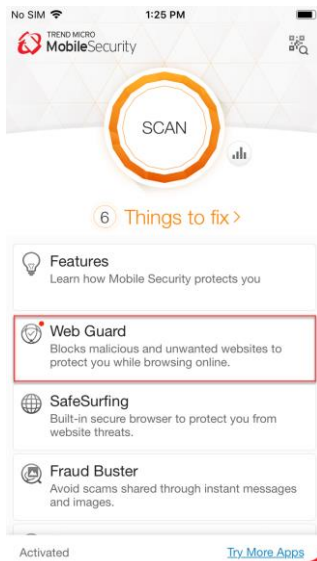 No SIM 1:25 PM
TREND MICRO
MobileSecurity
SCAN
6 Things to fix >
Features
Learn how Mobile Security protects you
Web Guard
Blocks malicious and unwanted websites to
protect you while browsing online.
SafeSurfing
Built-in secure browser to protect you from
website threats.
Fraud Buster
Avoid scams shared through instant messages
and images.
Activated Try More Apps